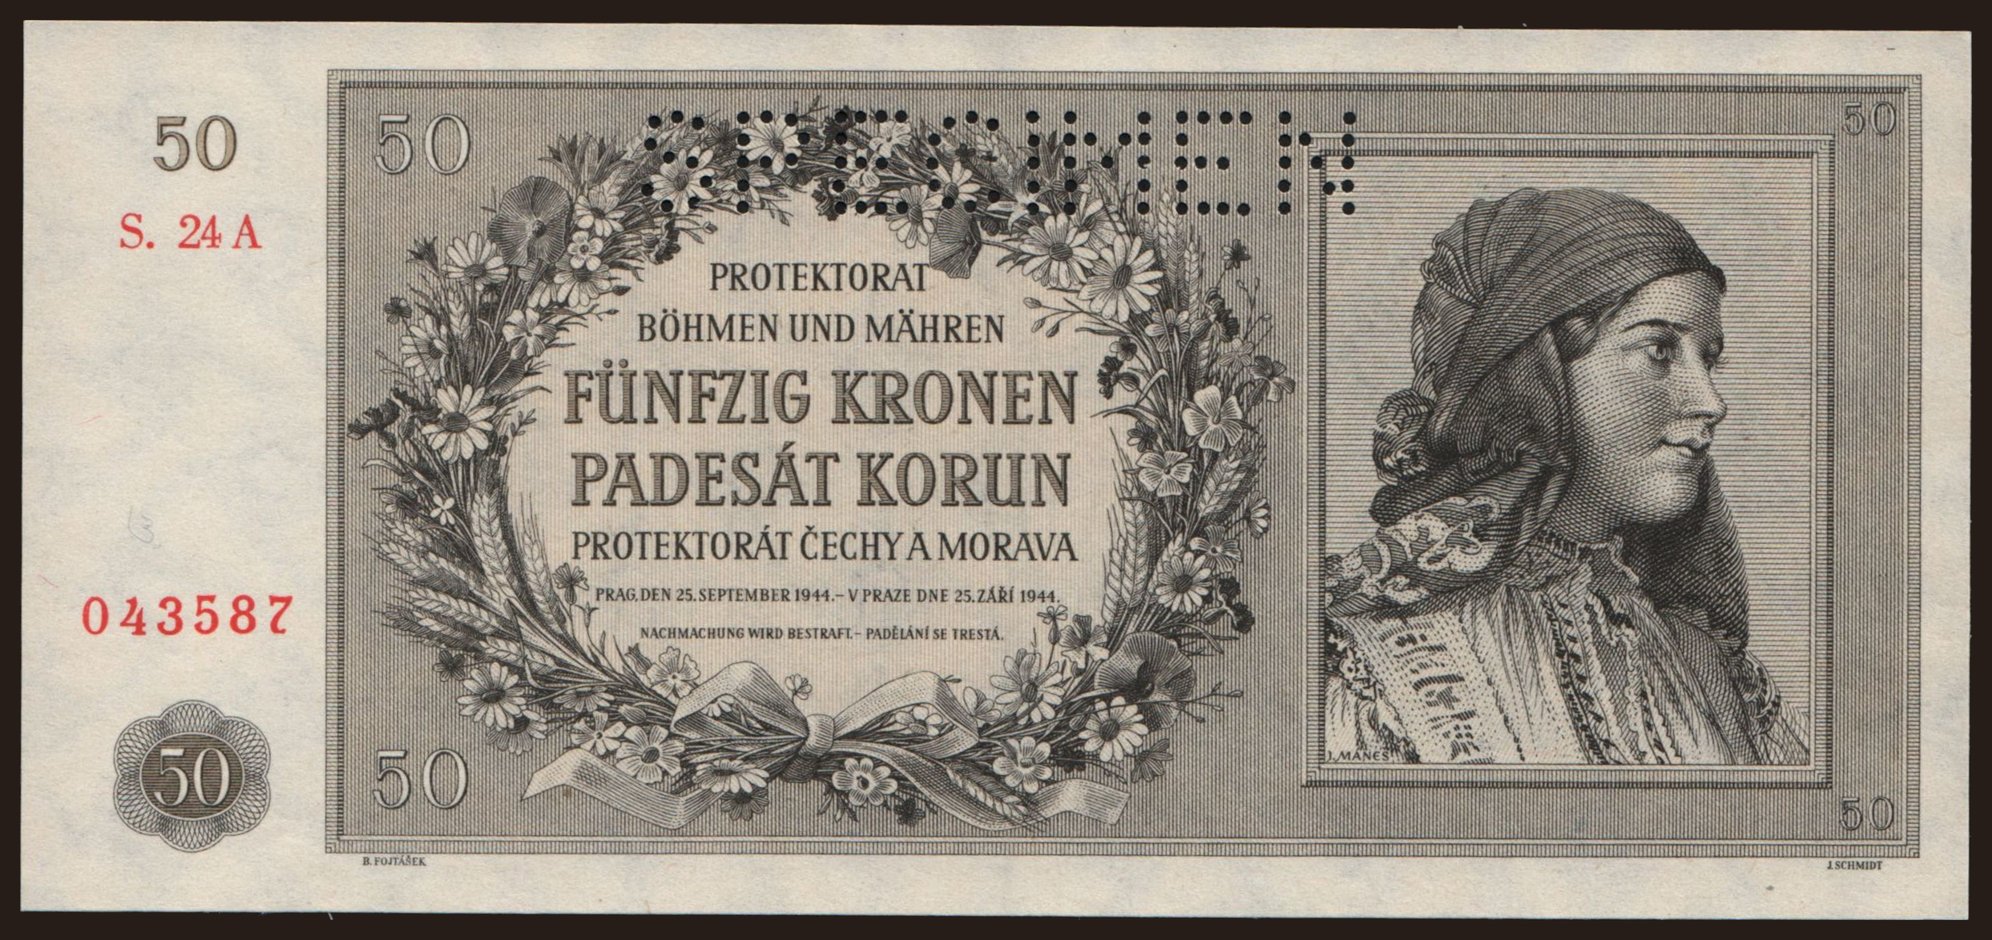 SPECIMEN
50
S. 24 A
043587
50
50
50
50
50
PROTEKTORAT
BÖHMEN UND MÄHREN
FÜNFZIG KRONEN
PADESÁT KORUN
PROTEKTORÁT ČECHY A MORAVA
PRAG, DEN 25. SEPTEMBER 1944. – V PRAZE DNE 25. ZÁŘÍ 1944.
NACHMACHUNG WIRD BESTRAFT. – PADĚLÁNÍ SE TRESTÁ.
J. MÁNES
B. FOJTÁŠEK
J. SCHMIDT